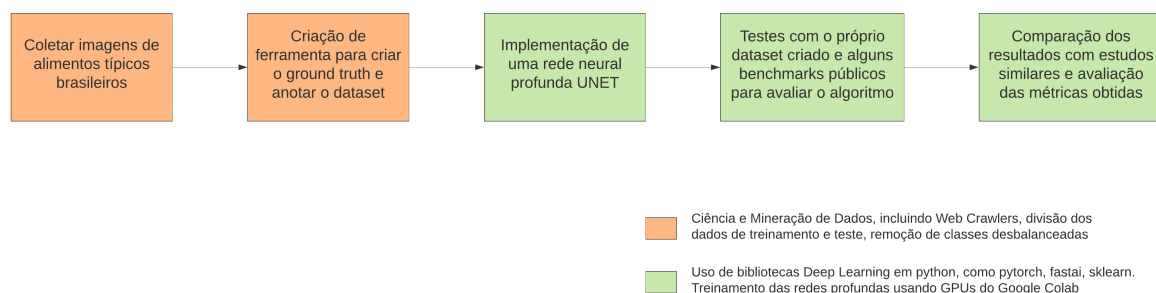 Coletar imagens de
alimentos típicos
brasileiros
Criação de
ferramenta para criar
o ground truth e
anotar o dataset
Implementação de
uma rede neural
profunda UNET
Testes com o próprio
dataset criado e alguns
benchmarks públicos
para avaliar o algoritmo
Comparação dos
resultados com estudos
similares e avaliação
das métricas obtidas
Ciência e Mineração de Dados, incluindo Web Crawlers, divisão dos
dados de treinamento e teste, remoção de classes desbalanceadas
Uso de bibliotecas Deep Learning em python, como pytorch, fastai, sklearn.
Treinamento das redes profundas usando GPUs do Google Colab